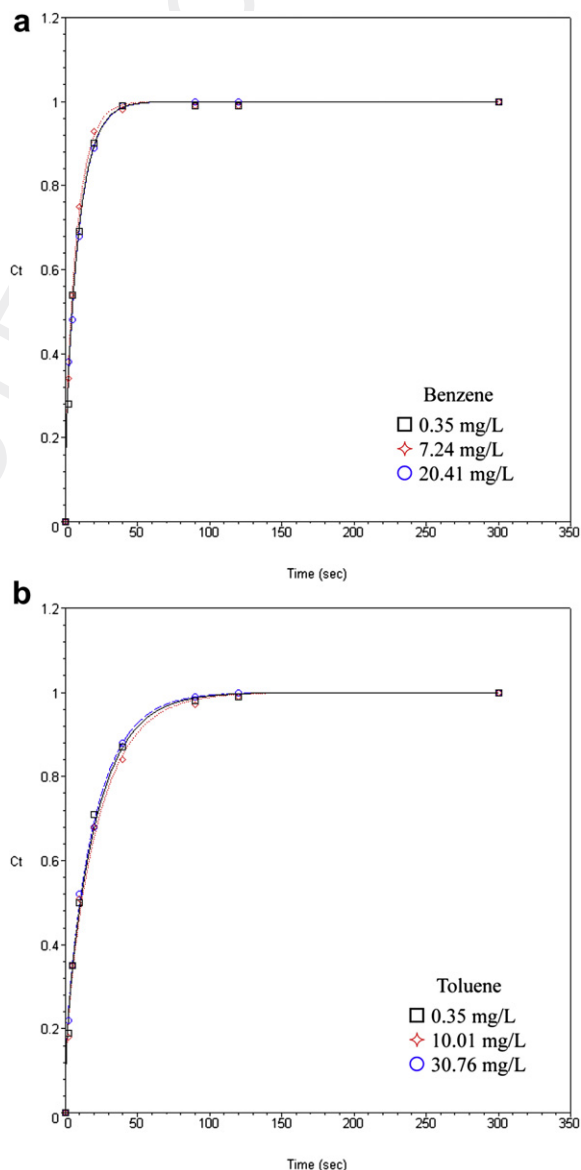 a
1.2
1
0.8
0.6
Ct
0.4
0.2
0
Benzene
0.35 mg/L
7.24 mg/L
20.41 mg/L
0 50 100 150 200 250 300 350
Time (sec)
b
1.2
1
0.8
0.6
Ct
0.4
0.2
0
Toluene
0.35 mg/L
10.01 mg/L
30.76 mg/L
0 50 100 150 200 250 300 350
Time (sec)